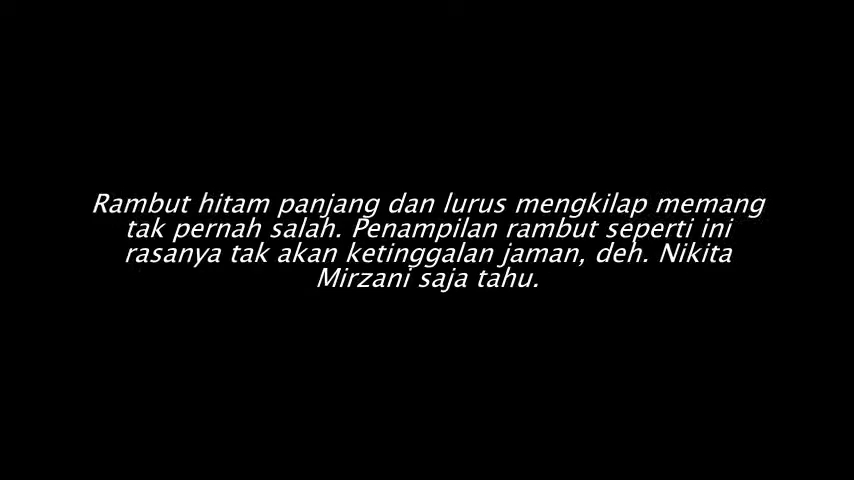 Rambut hitam panjang dan lurus mengkilap memang
tak pernah salah. Penampilan rambut seperti ini
rasanya tak akan ketinggalan jaman, deh. Nikita
Mirzani saja tahu.